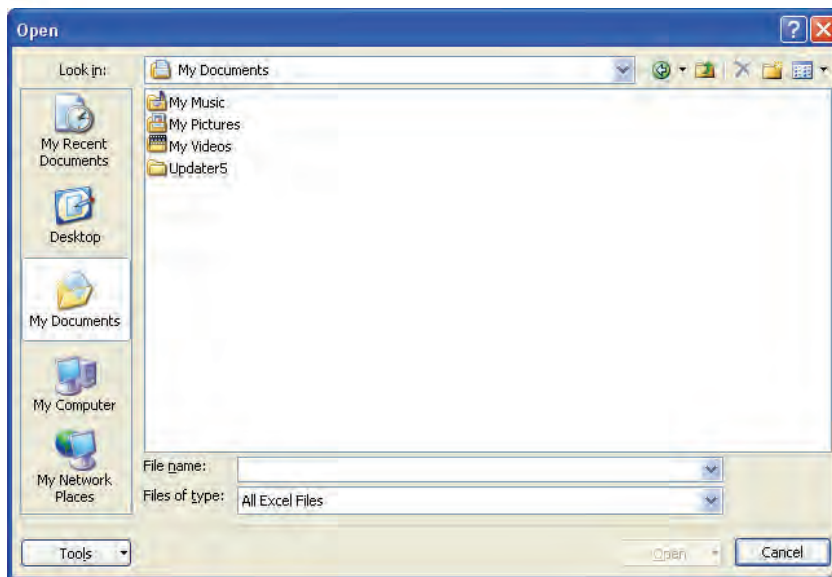 Open
Look in:
My Documents
My Recent
Documents
Desktop
My Documents
My Computer
My Network
Places
My Music
My Pictures
My Videos
Updater5
File name:
Files of type:
All Excel Files
Tools
Open
Cancel